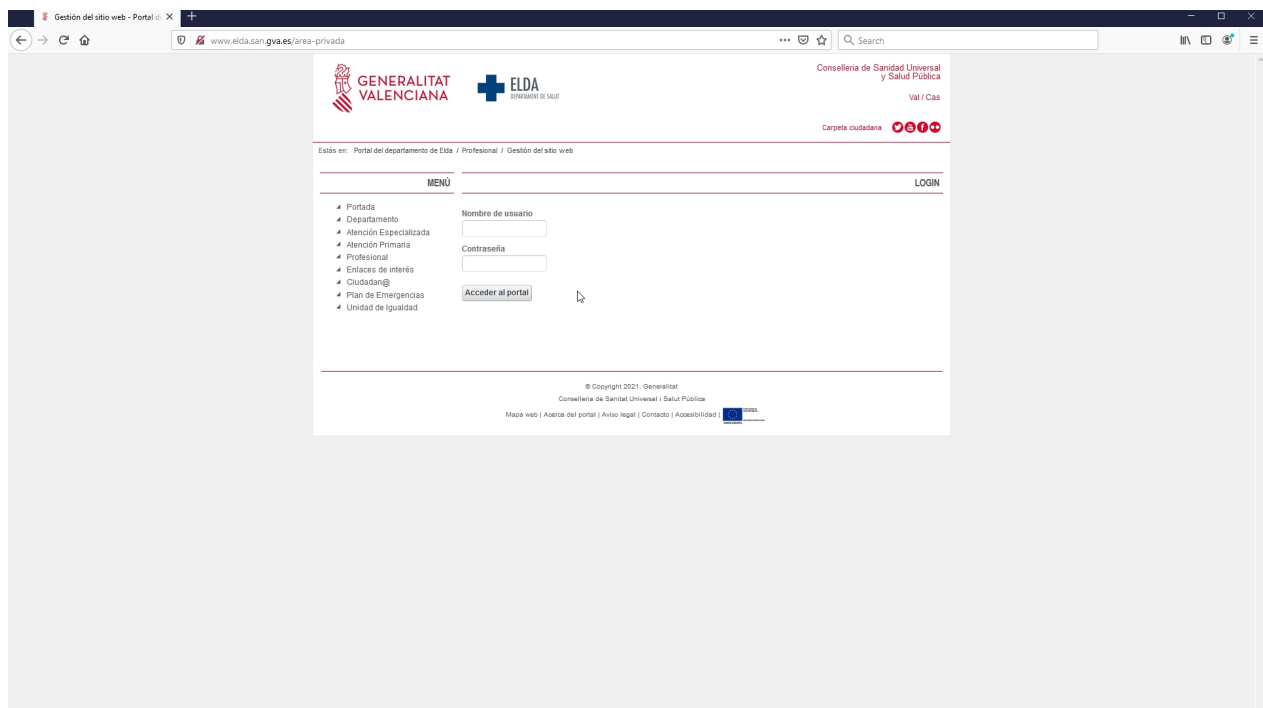 Gestión del sitio web - Portal de
www.elda.san.gva.es/area-privada
Search
GENERALITAT
VALENCIANA
ELDA
DEPARTAMENT DE SALUT
Conselleria de Sanidad Universal
y Salud Pública
Val / Cas
Carpeta ciudadana
Estás en: Portal del departamento de Elda / Profesional / Gestión del sitio web
MENÚ
Portada
Departamento
Atención Especializada
Atención Primaria
Profesional
Enlaces de interés
Ciudadan@
Plan de Emergencias
Unidad de Igualdad
LOGIN
Nombre de usuario
Contraseña
Acceder al portal
© Copyright 2021, Generalitat
Conselleria de Sanitat Universal i Salut Pública
Mapa web | Acerca del portal | Aviso legal | Contacto | Accesibilidad |